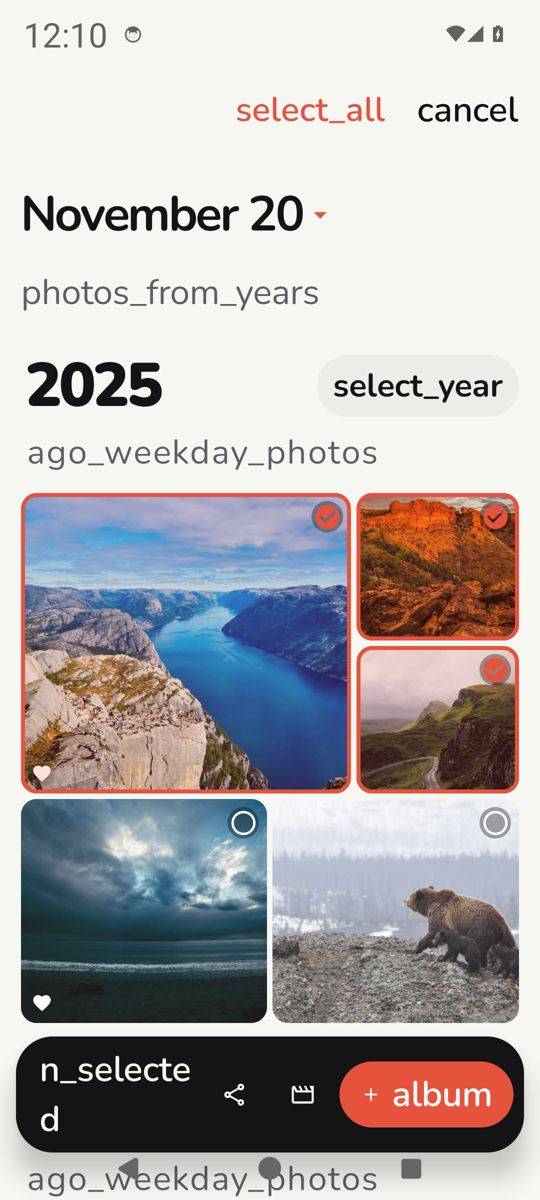 12:10
select_all cancel
November 20
photos_from_years
2025
select_year
ago_weekday_photos
n_selecte
d
+ album
ago_weekday_photos